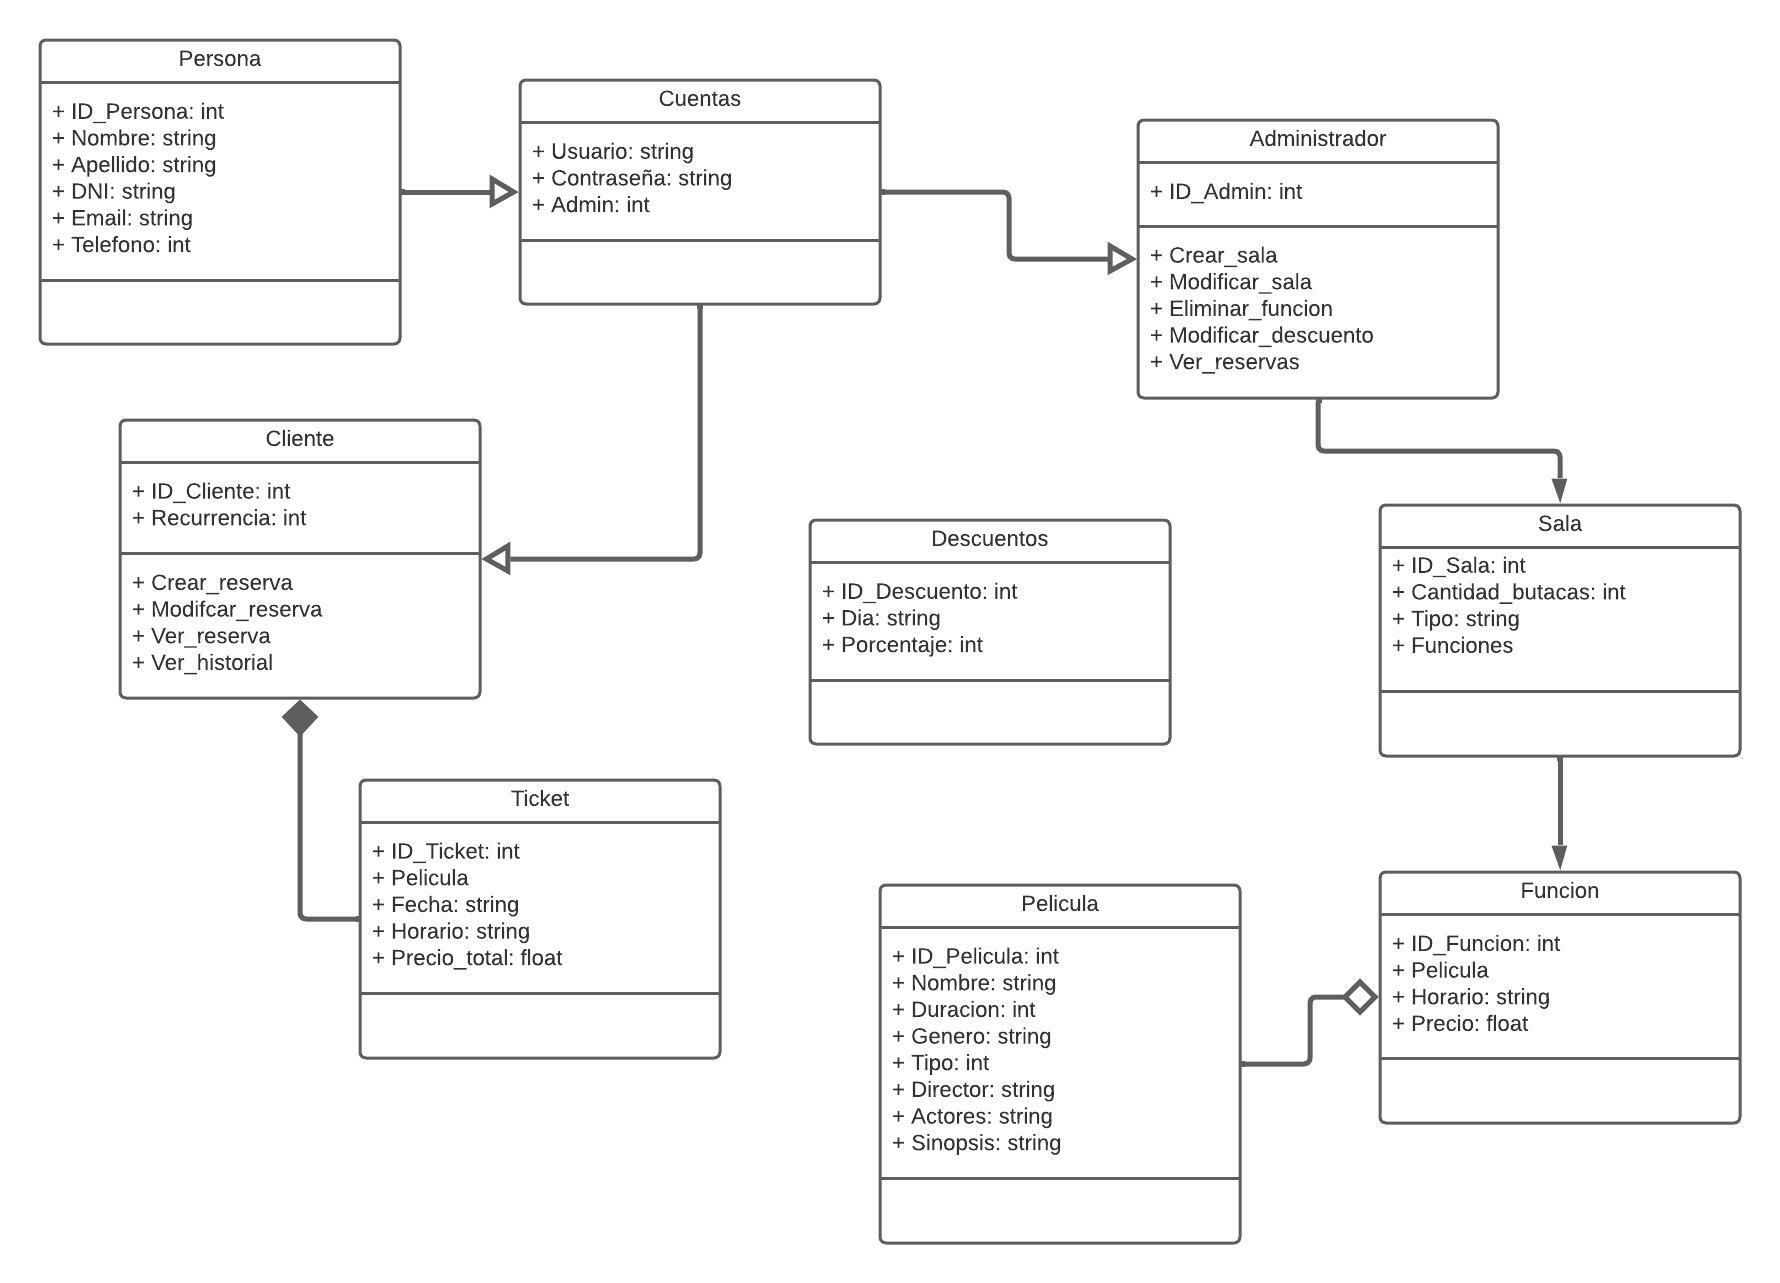 Persona
+ ID_Persona: int
+ Nombre: string
+ Apellido: string
+ DNI: string
+ Email: string
+ Telefono: int
Cuentas
+ Usuario: string
+ Contraseña: string
+ Admin: int
Administrador
+ ID_Admin: int
+ Crear_sala
+ Modificar_sala
+ Eliminar_funcion
+ Modificar_descuento
+ Ver_reservas
Cliente
+ ID_Cliente: int
+ Recurrencia: int
+ Crear_reserva
+ Modifcar_reserva
+ Ver_reserva
+ Ver_historial
Descuentos
+ ID_Descuento: int
+ Dia: string
+ Porcentaje: int
Sala
+ ID_Sala: int
+ Cantidad_butacas: int
+ Tipo: string
+ Funciones
Ticket
+ ID_Ticket: int
+ Pelicula
+ Fecha: string
+ Horario: string
+ Precio_total: float
Pelicula
+ ID_Pelicula: int
+ Nombre: string
+ Duracion: int
+ Genero: string
+ Tipo: int
+ Director: string
+ Actores: string
+ Sinopsis: string
Funcion
+ ID_Funcion: int
+ Pelicula
+ Horario: string
+ Precio: float